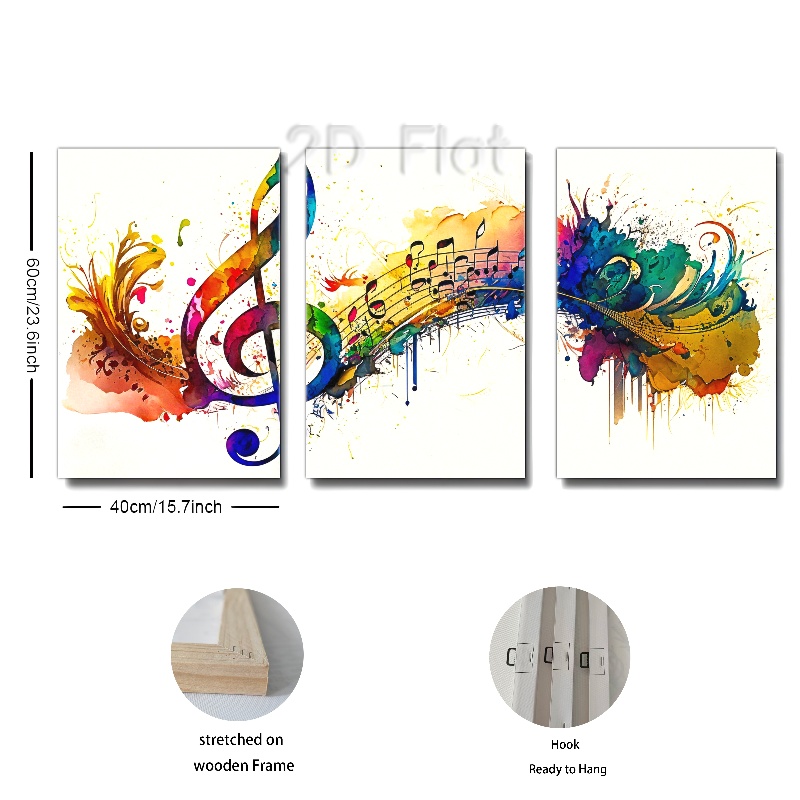 2D Flat
60cm/23.6inch
40cm/15.7inch
stretched on
wooden Frame
Hook
Ready to Hang